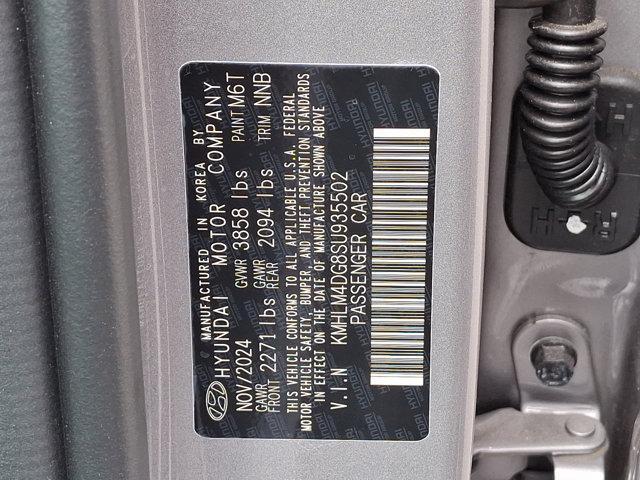 MANUFACTURED IN KOREA BY
HYUNDAI MOTOR COMPANY
NOV/2024 GVWR 3858 lbs PAINT M6T
GAWR FRONT 2271 lbs GAWR REAR 2094 lbs TRIM NNB
THIS VEHICLE CONFORMS TO ALL APPLICABLE U.S.A. FEDERAL
MOTOR VEHICLE SAFETY, BUMPER, AND THEFT PREVENTION STANDARDS
IN EFFECT ON THE DATE OF MANUFACTURE SHOWN ABOVE
V.I.N KMHLM4DG8SU935502
PASSENGER CAR